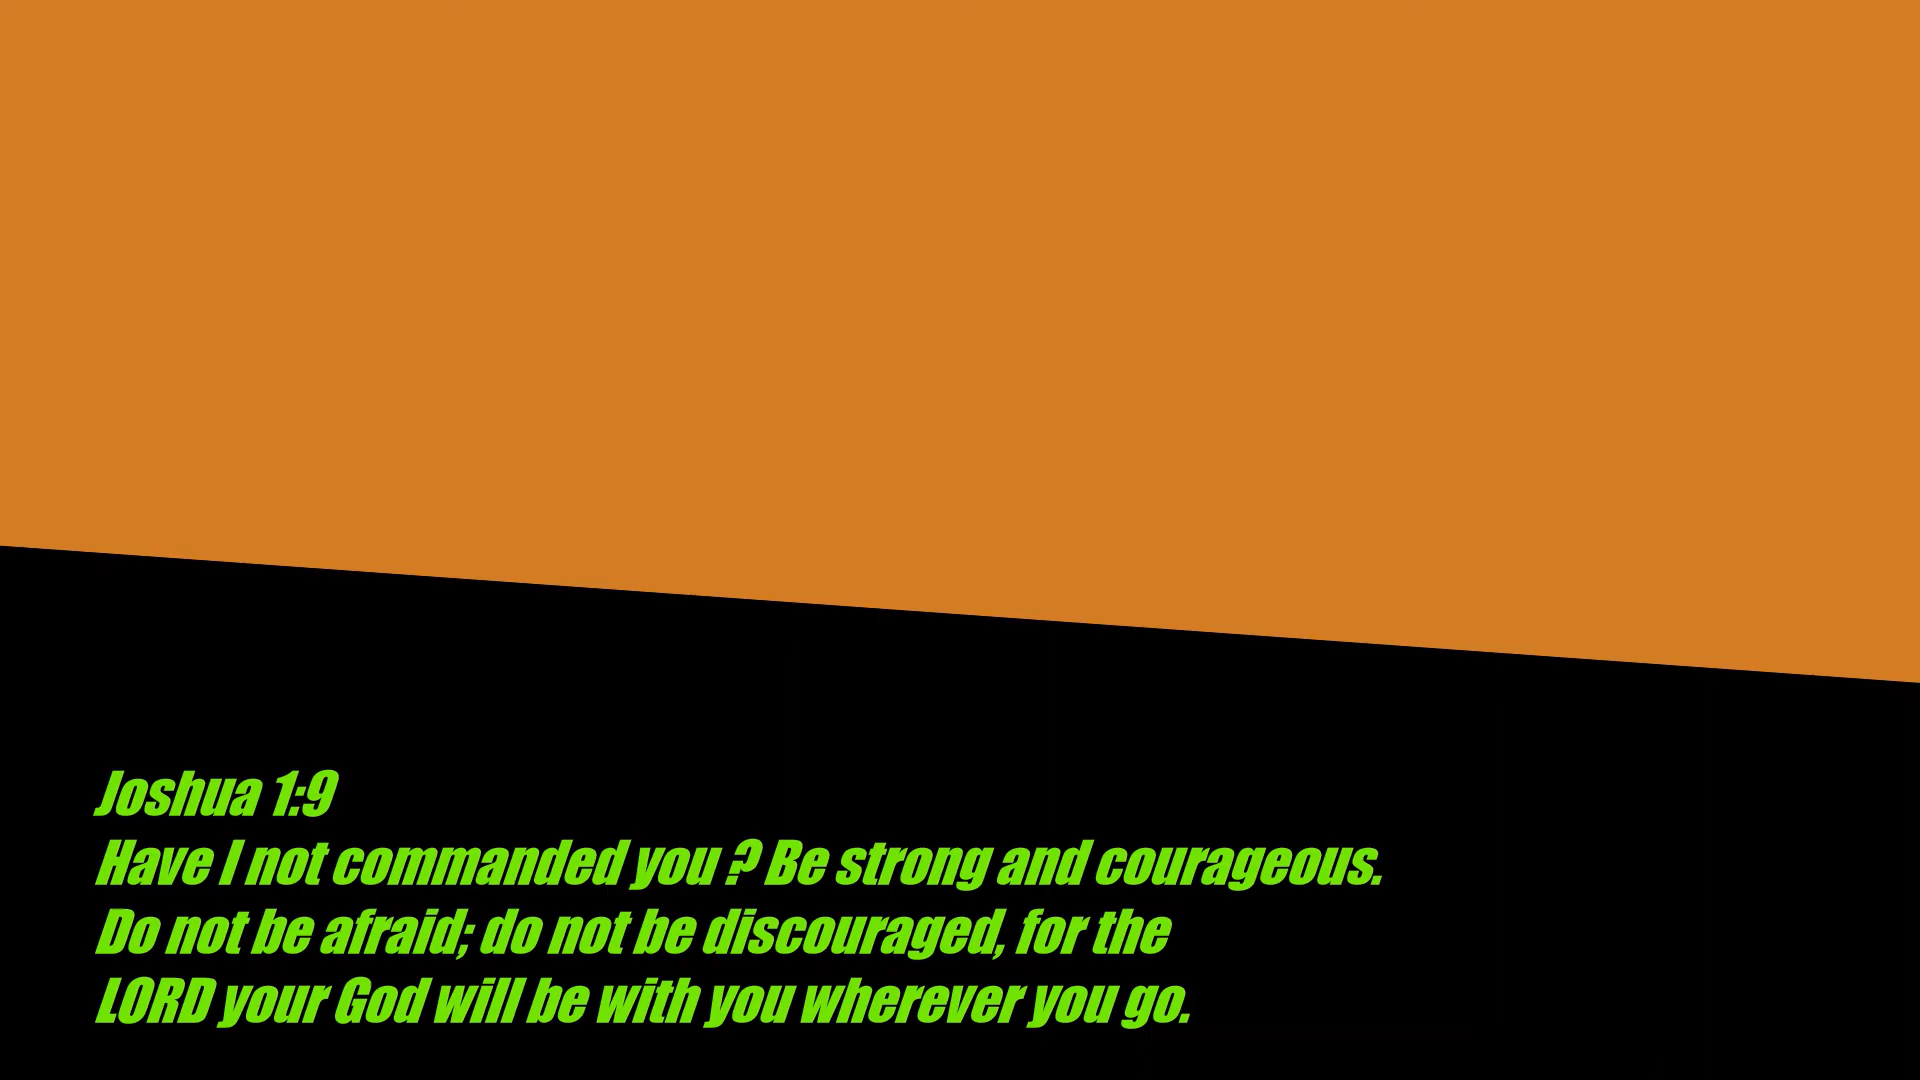 Joshua 1:9
Have I not commanded you ? Be strong and courageous.
Do not be afraid; do not be discouraged, for the
LORD your God will be with you wherever you go.